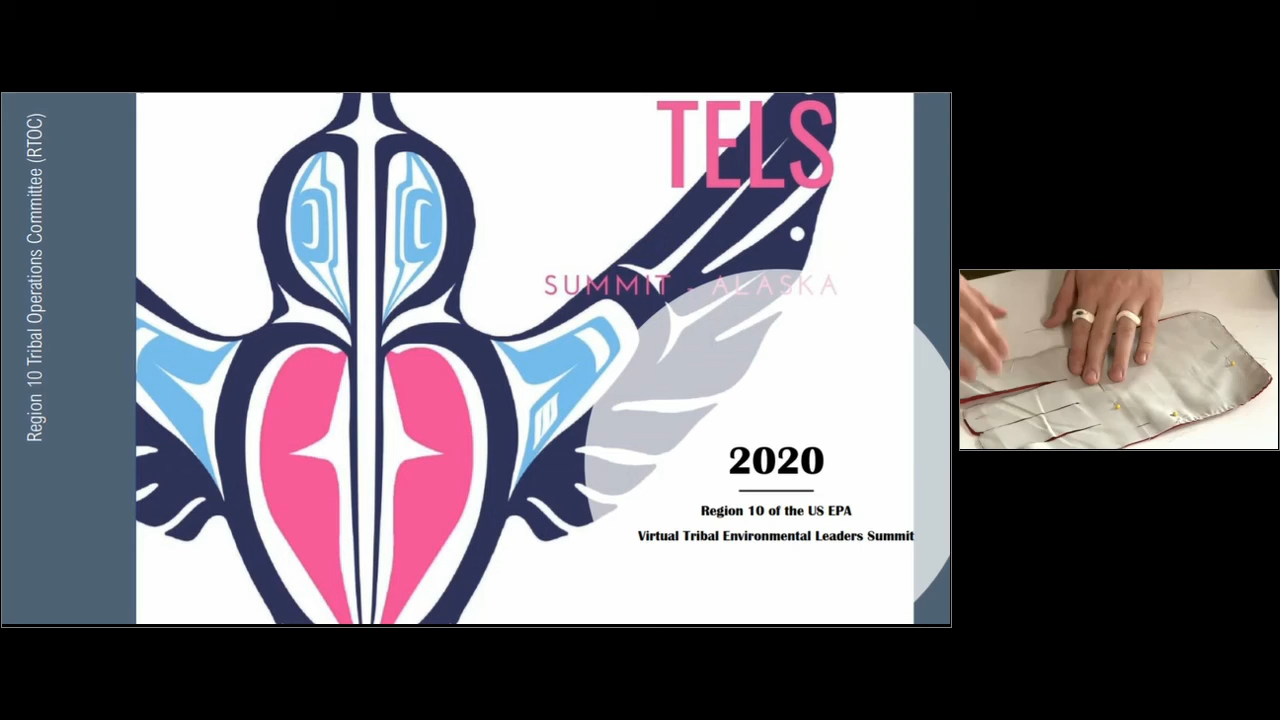 Region 10 Tribal Operations Committee (RTOC)
TELS
SUMMIT - ALASKA
2020
Region 10 of the US EPA
Virtual Tribal Environmental Leaders Summit